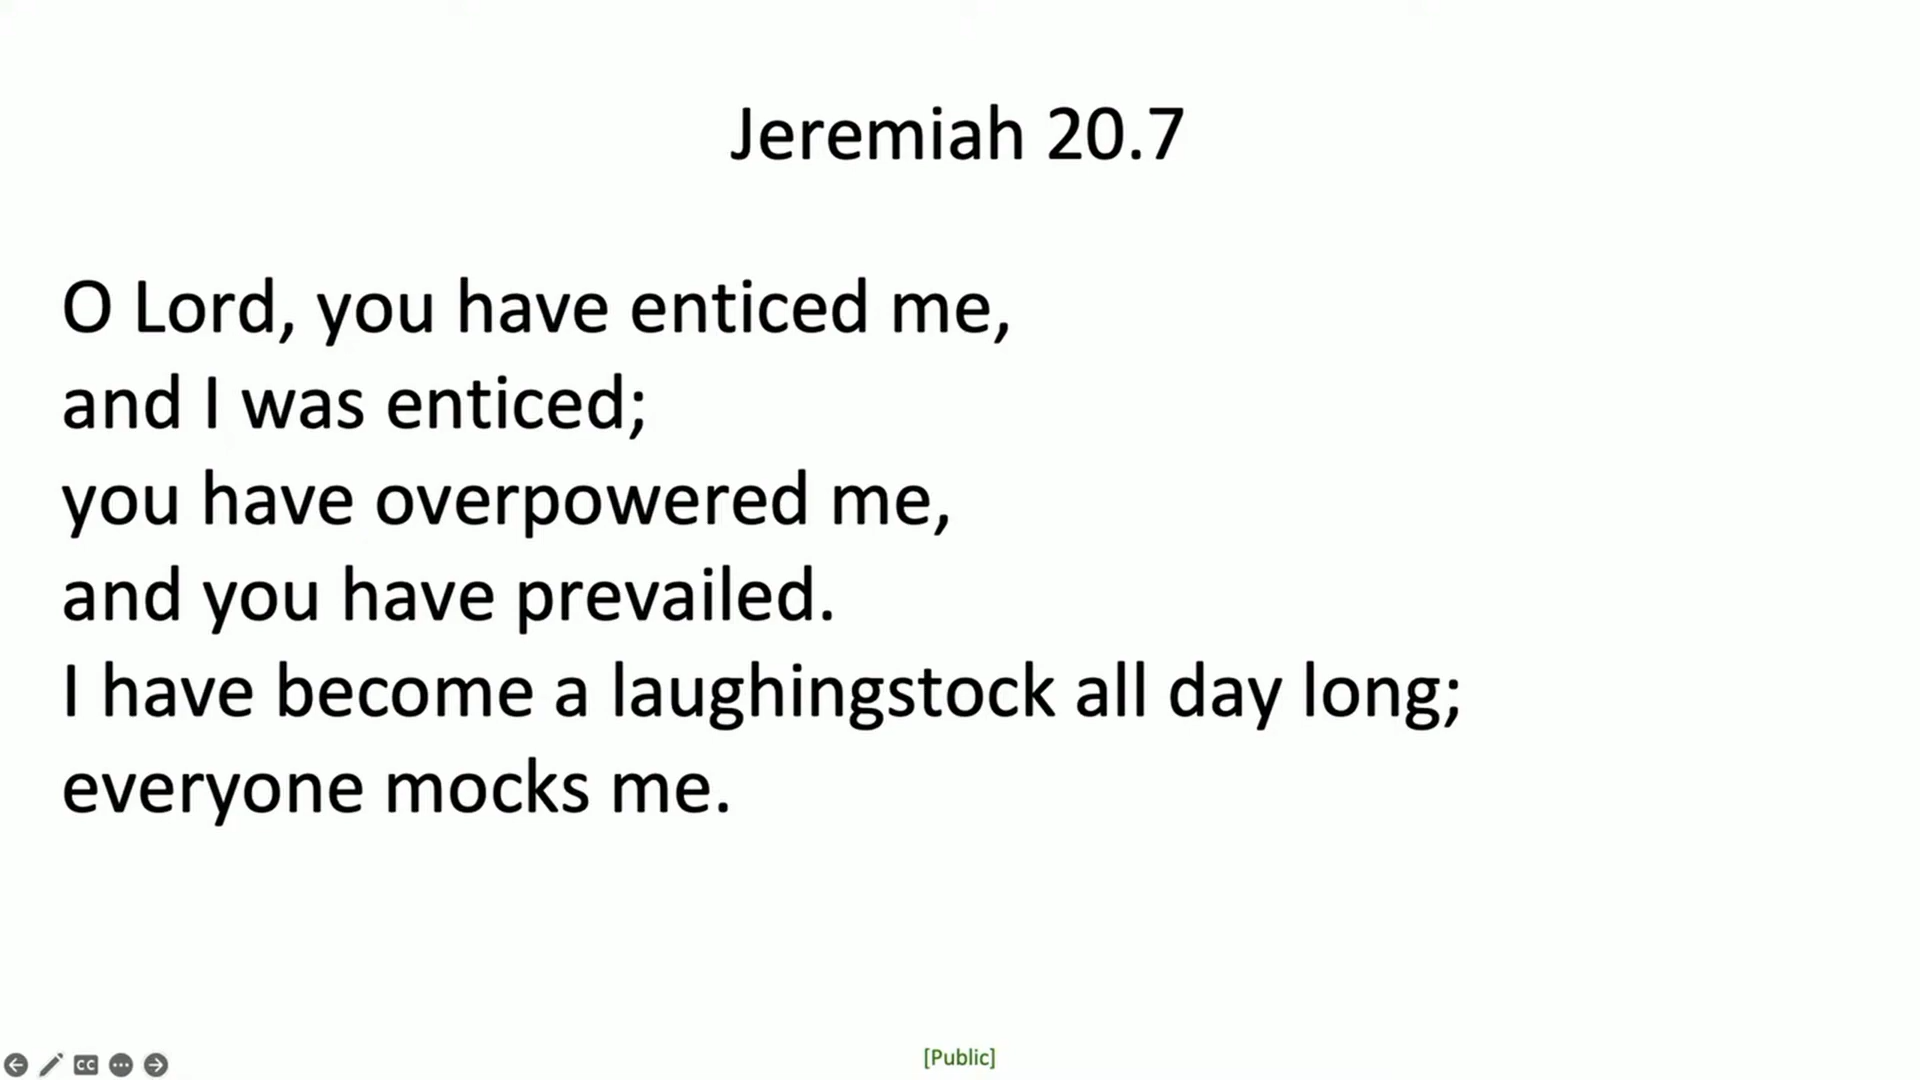 Jeremiah 20.7
O Lord, you have enticed me,
and I was enticed;
you have overpowered me,
and you have prevailed.
I have become a laughingstock all day long;
everyone mocks me.
CC
[Public]